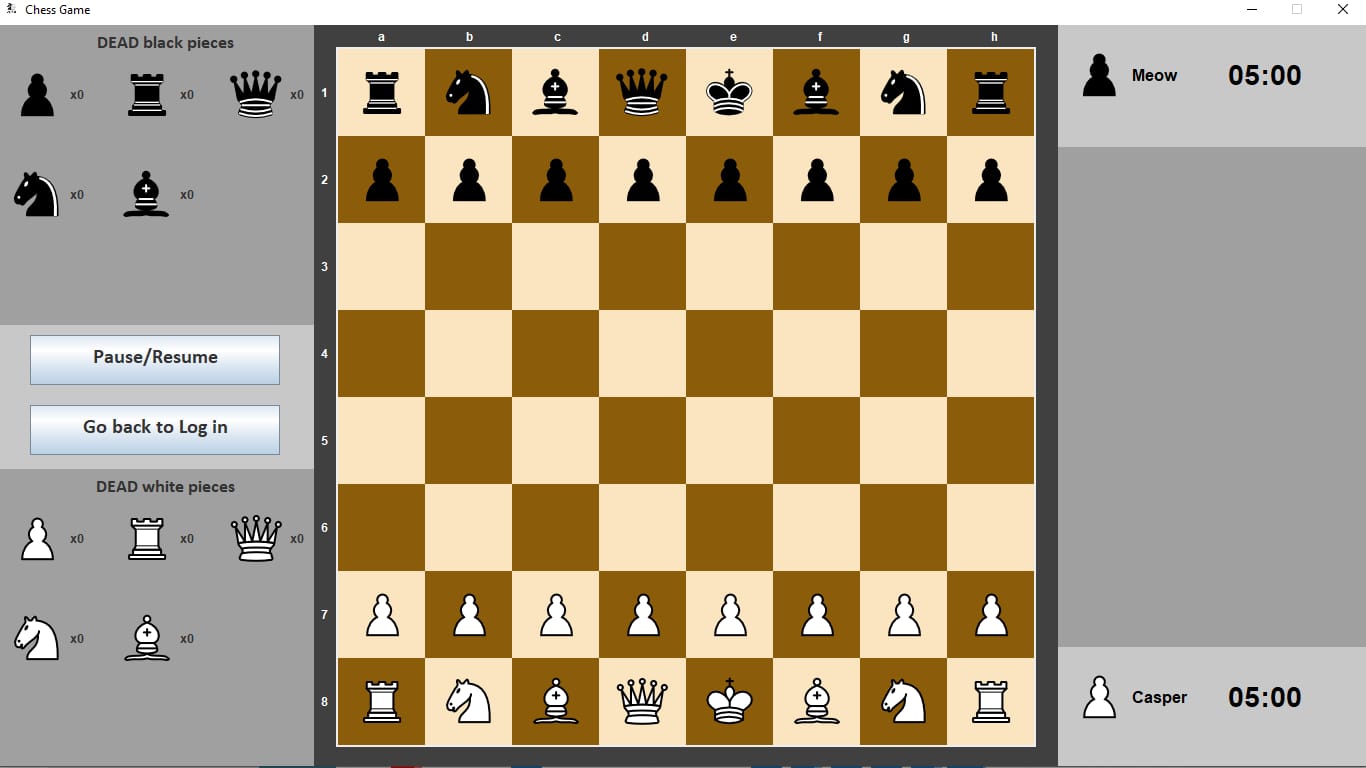 Chess Game
DEAD black pieces
x0 x0 x0
x0 x0
Pause/Resume
Go back to Log in
DEAD white pieces
x0 x0 x0
x0 x0
a b c d e f g h
1
2
3
4
5
6
7
8
Meow 05:00
Casper 05:00